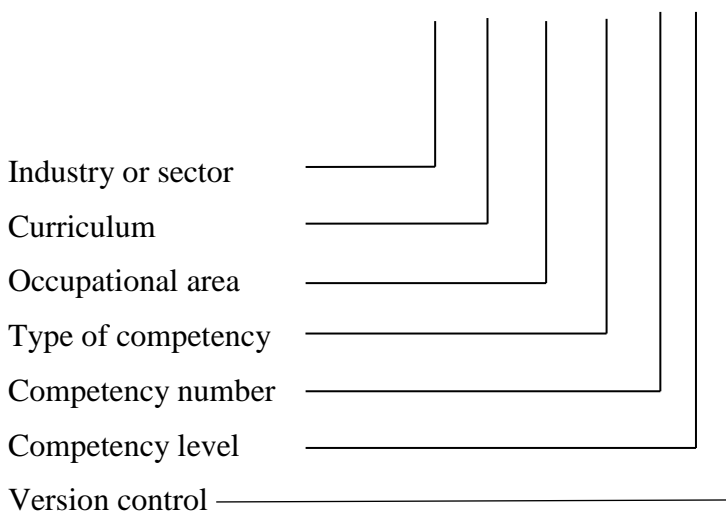 Industry or sector
Curriculum
Occupational area
Type of competency
Competency number
Competency level
Version control